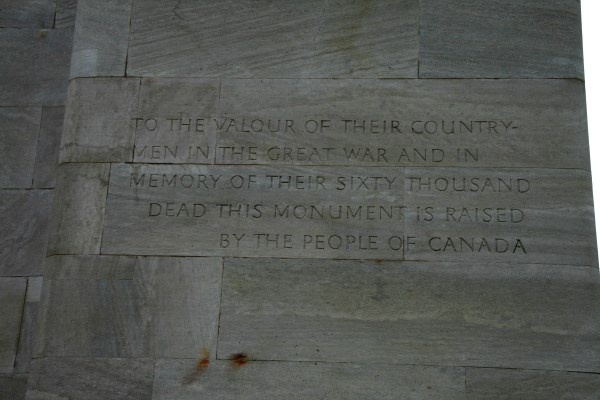 TO THE VALOUR OF THEIR COUNTRY-
MEN IN THE GREAT WAR AND IN
MEMORY OF THEIR SIXTY THOUSAND
DEAD THIS MONUMENT IS RAISED
BY THE PEOPLE OF CANADA